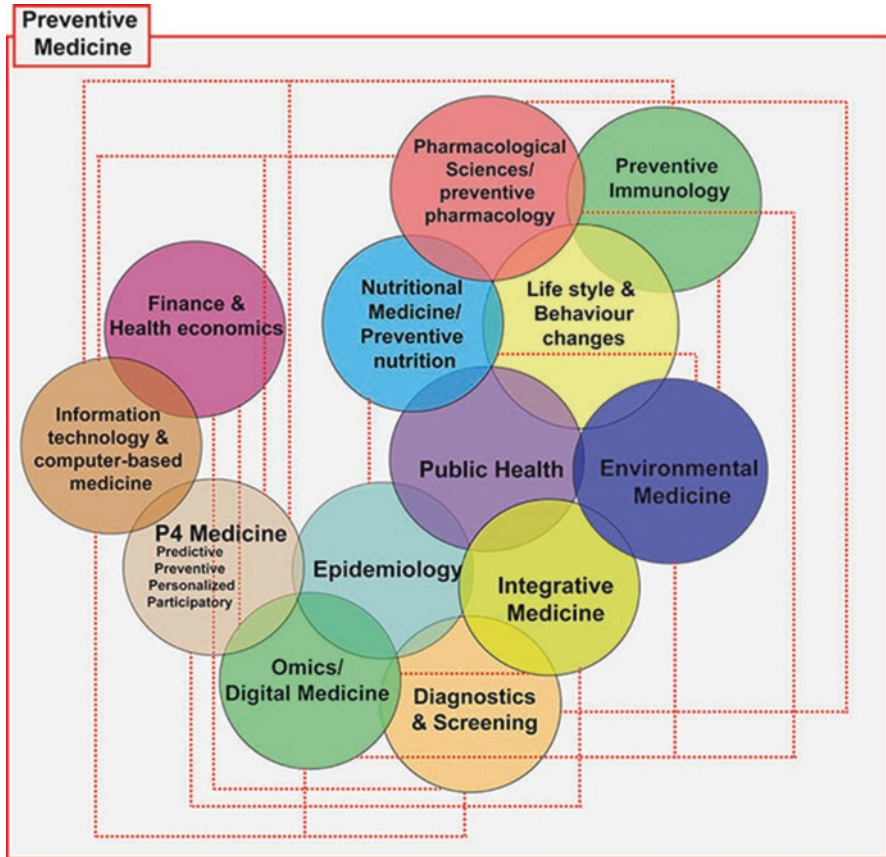 Preventive
Medicine
Pharmacological
Sciences/
preventive
pharmacology
Preventive
Immunology
Finance &
Health economics
Nutritional
Medicine/
Preventive
nutrition
Life style &
Behaviour
changes
Information
technology &
computer-based
medicine
Public Health
Environmental
Medicine
P4 Medicine
Predictive
Preventive
Personalized
Participatory
Epidemiology
Integrative
Medicine
Omics/
Digital Medicine
Diagnostics
& Screening